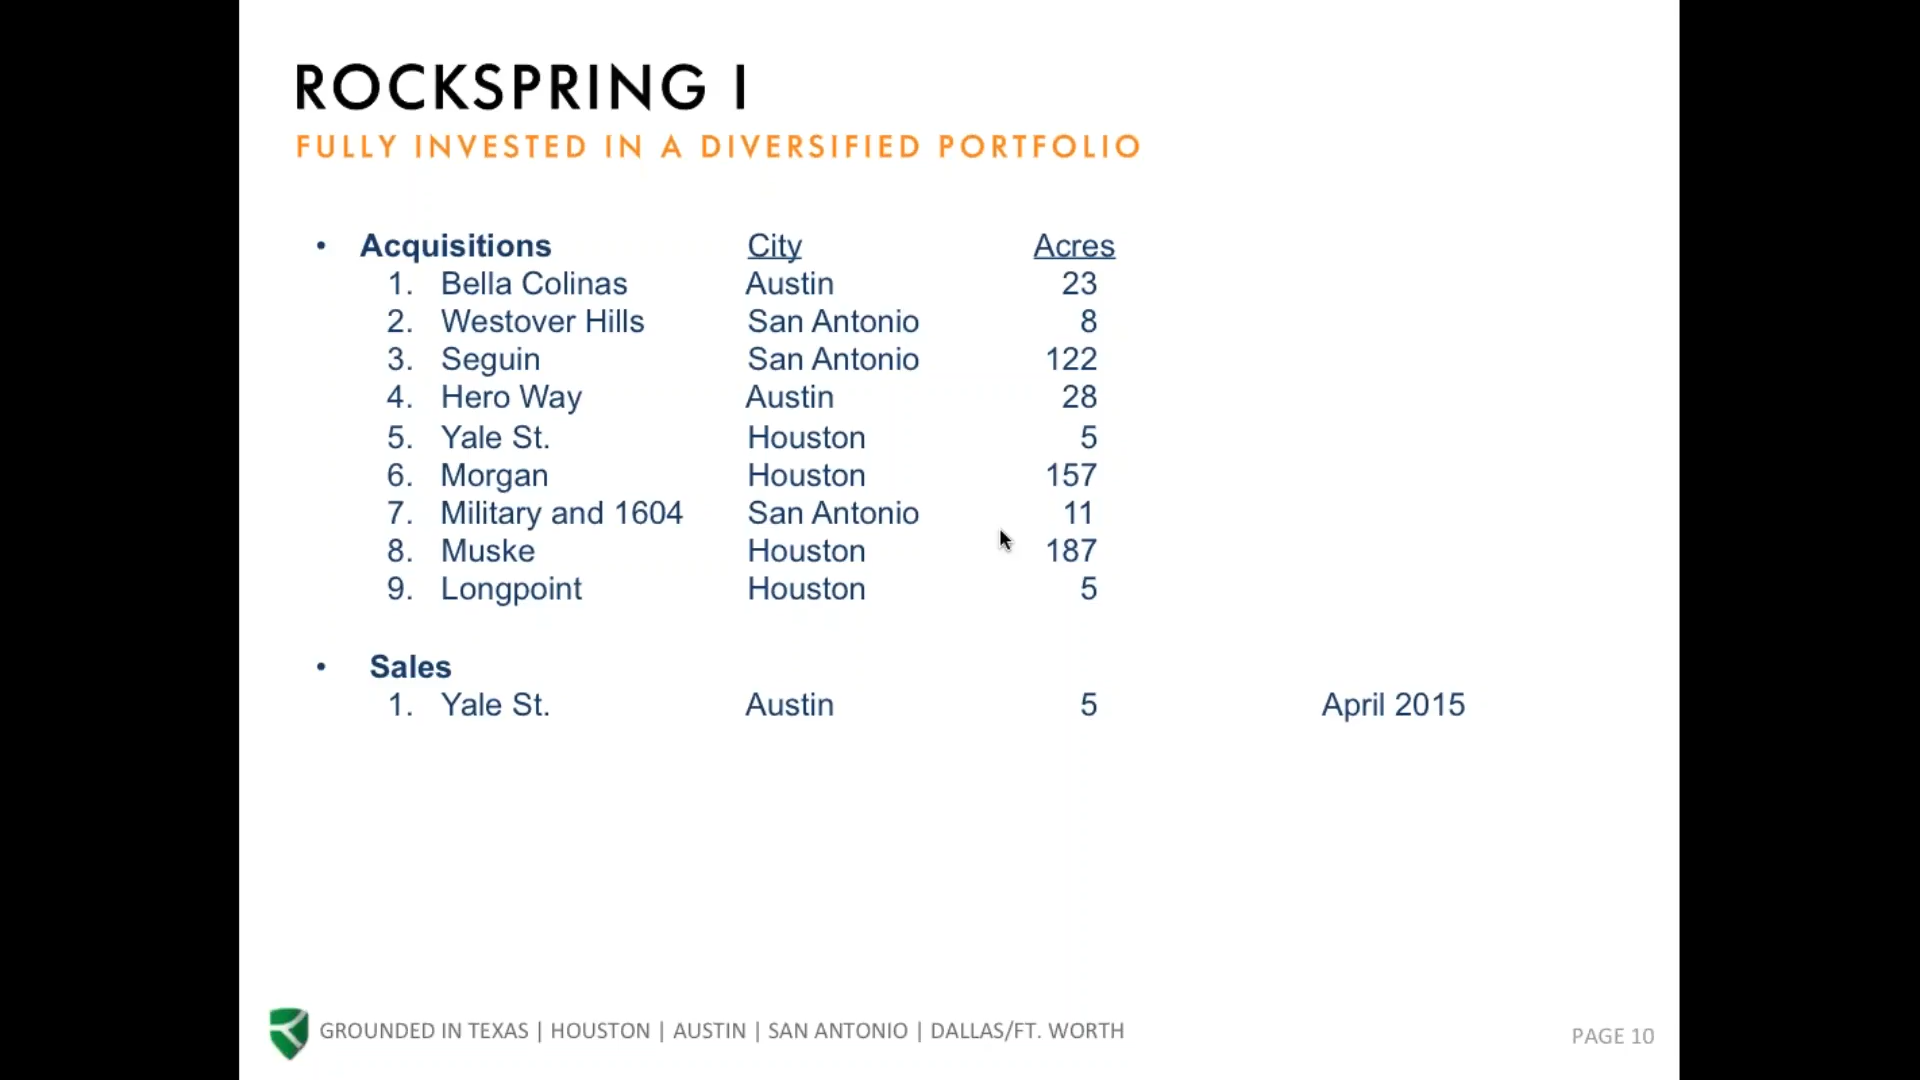 ROCKSPRING I
FULLY INVESTED IN A DIVERSIFIED PORTFOLIO
• Acquisitions City Acres
1. Bella Colinas Austin 23
2. Westover Hills San Antonio 8
3. Seguin San Antonio 122
4. Hero Way Austin 28
5. Yale St. Houston 5
6. Morgan Houston 157
7. Military and 1604 San Antonio 11
8. Muske Houston 187
9. Longpoint Houston 5
• Sales
1. Yale St. Austin 5 April 2015
GROUNDED IN TEXAS | HOUSTON | AUSTIN | SAN ANTONIO | DALLAS/FT. WORTH
PAGE 10